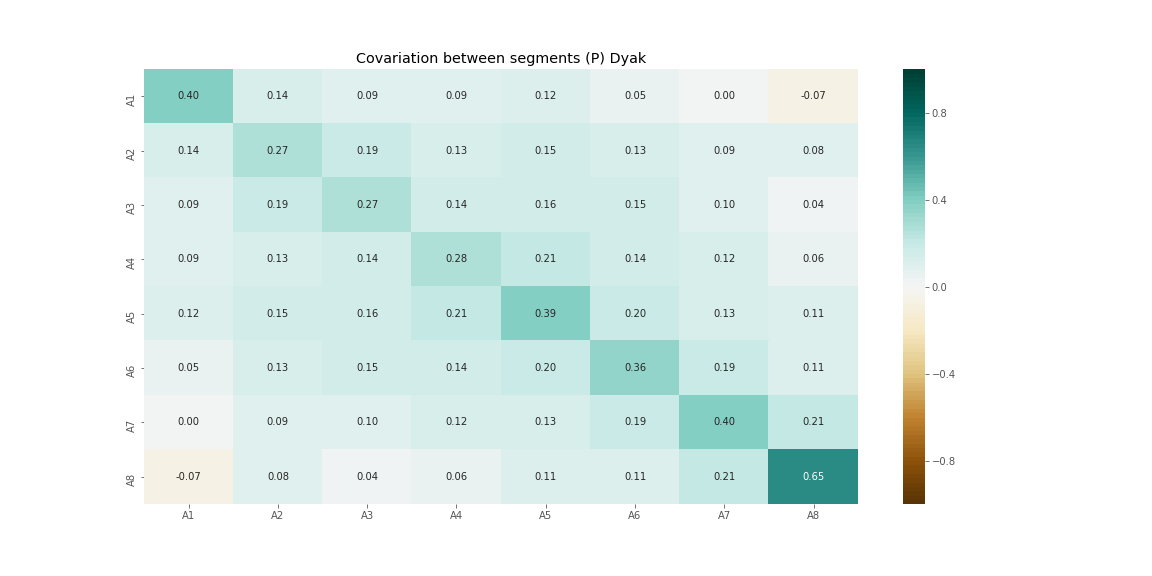 Covariation between segments (P) Dyak
A1 0.40 0.14 0.09 0.09 0.12 0.05 0.00 -0.07
A2 0.14 0.27 0.19 0.13 0.15 0.13 0.09 0.08
A3 0.09 0.19 0.27 0.14 0.16 0.15 0.10 0.04
A4 0.09 0.13 0.14 0.28 0.21 0.14 0.12 0.06
A5 0.12 0.15 0.16 0.21 0.39 0.20 0.13 0.11
A6 0.05 0.13 0.15 0.14 0.20 0.36 0.19 0.11
A7 0.00 0.09 0.10 0.12 0.13 0.19 0.40 0.21
A8 -0.07 0.08 0.04 0.06 0.11 0.11 0.21 0.65
A1 A2 A3 A4 A5 A6 A7 A8
0.8
0.4
0.0
−0.4
−0.8